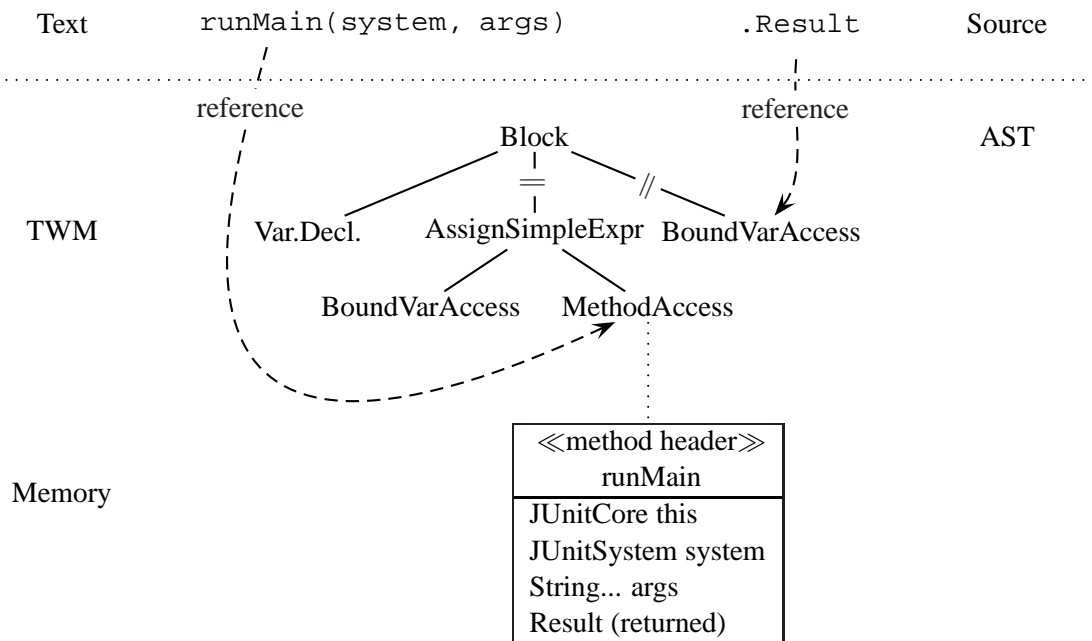 Text runMain(system, args) .Result Source
reference reference
Block AST
TWM Var.Decl. AssignSimpleExpr BoundVarAccess
BoundVarAccess MethodAccess
≪method header≫
runMain
Memory
JUnitCore this
JUnitSystem system
String... args
Result (returned)